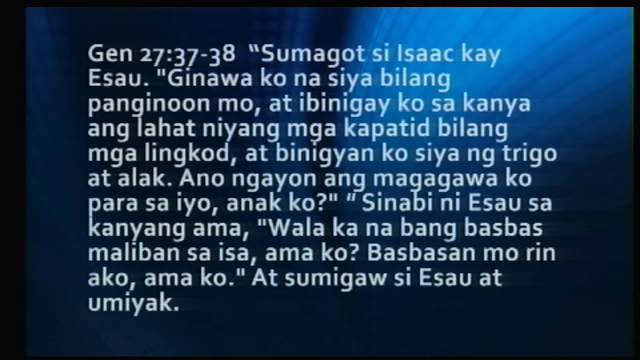 Gen 27:37-38  “Sumagot si Isaac kay
Esau. "Ginawa ko na siya bilang
panginoon mo, at ibinigay ko sa kanya
ang lahat niyang mga kapatid bilang
mga lingkod, at binigyan ko siya ng trigo
at alak. Ano ngayon ang magagawa ko
para sa iyo, anak ko?" “ Sinabi ni Esau sa
kanyang ama, "Wala ka na bang basbas
maliban sa isa, ama ko? Basbasan mo rin
ako, ama ko." At sumigaw si Esau at
umiyak.